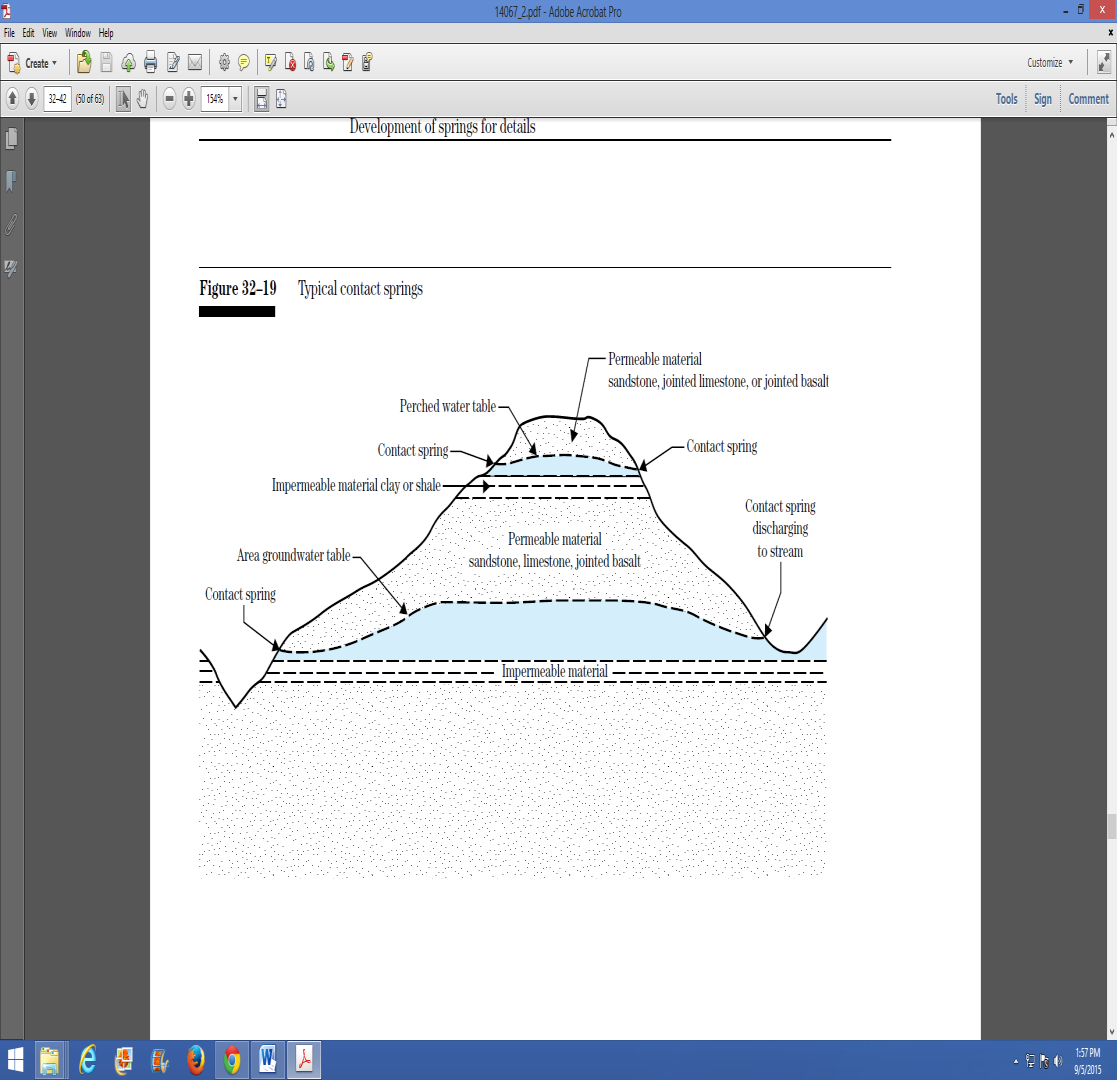 14067_2.pdf - Adobe Acrobat Pro
File Edit View Window Help
Create
Customize
32-42 (50 of 63) 154%
Tools Sign Comment
Development of springs for details
Figure 32–19 Typical contact springs
Permeable material
sandstone, jointed limestone, or jointed basalt
Perched water table
Contact spring
Contact spring
Impermeable material clay or shale
Contact spring
discharging
to stream
Permeable material
sandstone, limestone, jointed basalt
Area groundwater table
Contact spring
Impermeable material
1:57 PM
9/5/2015